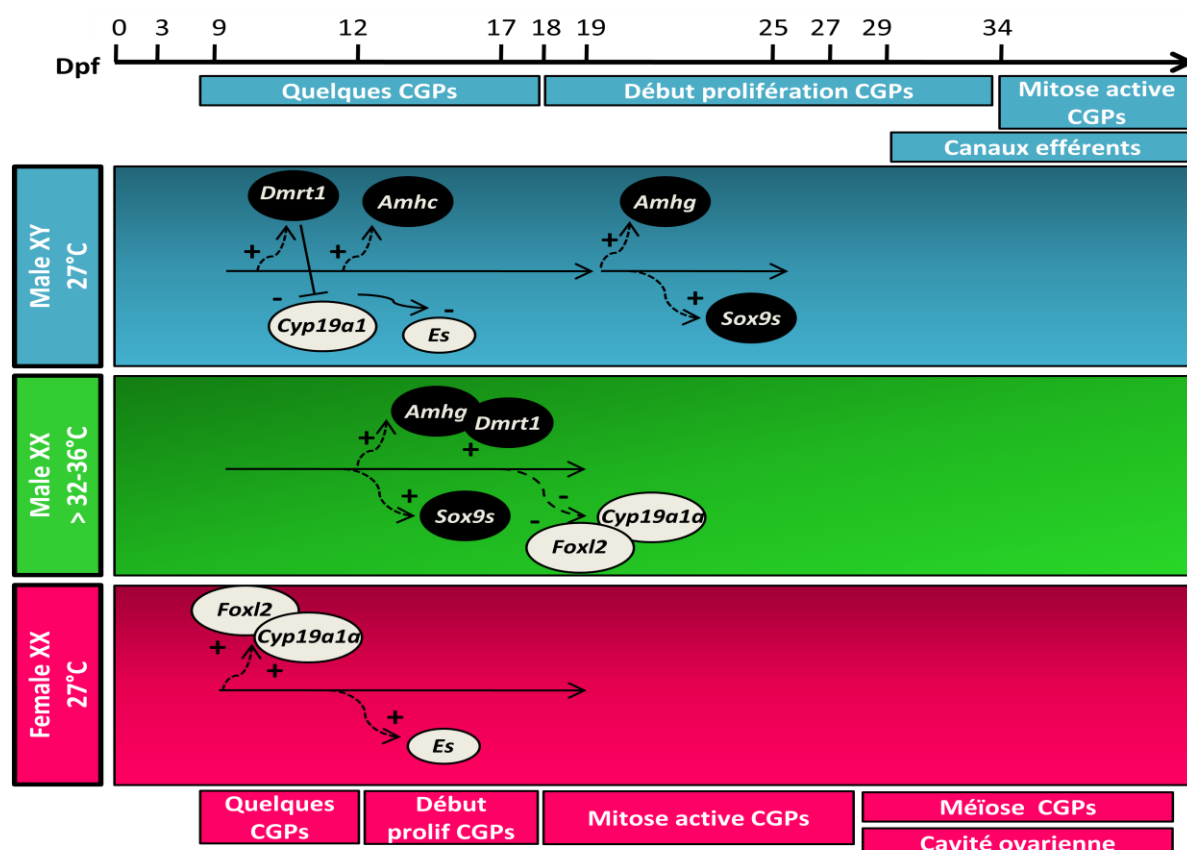 0 3 9 12 17 18 19 25 27 29 34
Dpf
Quelques CGPs
Début prolifération CGPs
Mitose active
CGPs
Canaux efférents
Male XY
27°C
Dmrt1
Amhc
Amhg
+
+
+
-
Cyp19a1
-
Es
+
Sox9s
Male XX
> 32-36°C
Amhg
Dmrt1
+
+
+
Sox9s
-
-
Cyp19a1a
Foxl2
Female XX
27°C
Foxl2
Cyp19a1a
+
+
+
Es
Quelques
CGPs
Début
prolif CGPs
Mitose active CGPs
Méïose CGPs
Cavité ovarienne